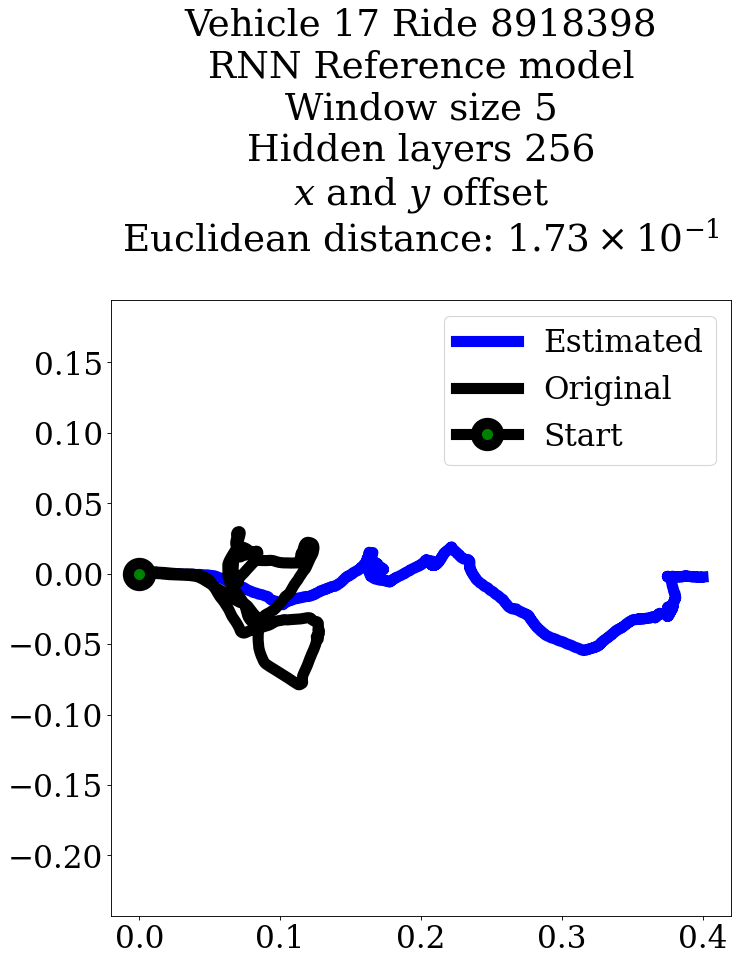 Vehicle 17 Ride 8918398
RNN Reference model
Window size 5
Hidden layers 256
x and y offset
Euclidean distance: 1.73 × 10⁻¹
Estimated
Original
Start
0.15
0.10
0.05
0.00
−0.05
−0.10
−0.15
−0.20
0.0 0.1 0.2 0.3 0.4